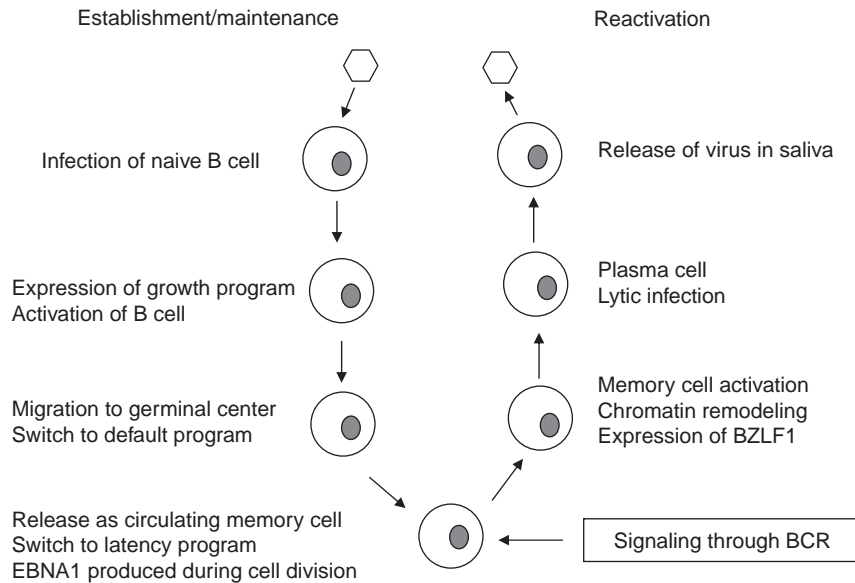 Establishment/maintenance
Reactivation
Infection of naive B cell
Release of virus in saliva
Expression of growth program
Activation of B cell
Plasma cell
Lytic infection
Migration to germinal center
Switch to default program
Memory cell activation
Chromatin remodeling
Expression of BZLF1
Release as circulating memory cell
Switch to latency program
EBNA1 produced during cell division
Signaling through BCR